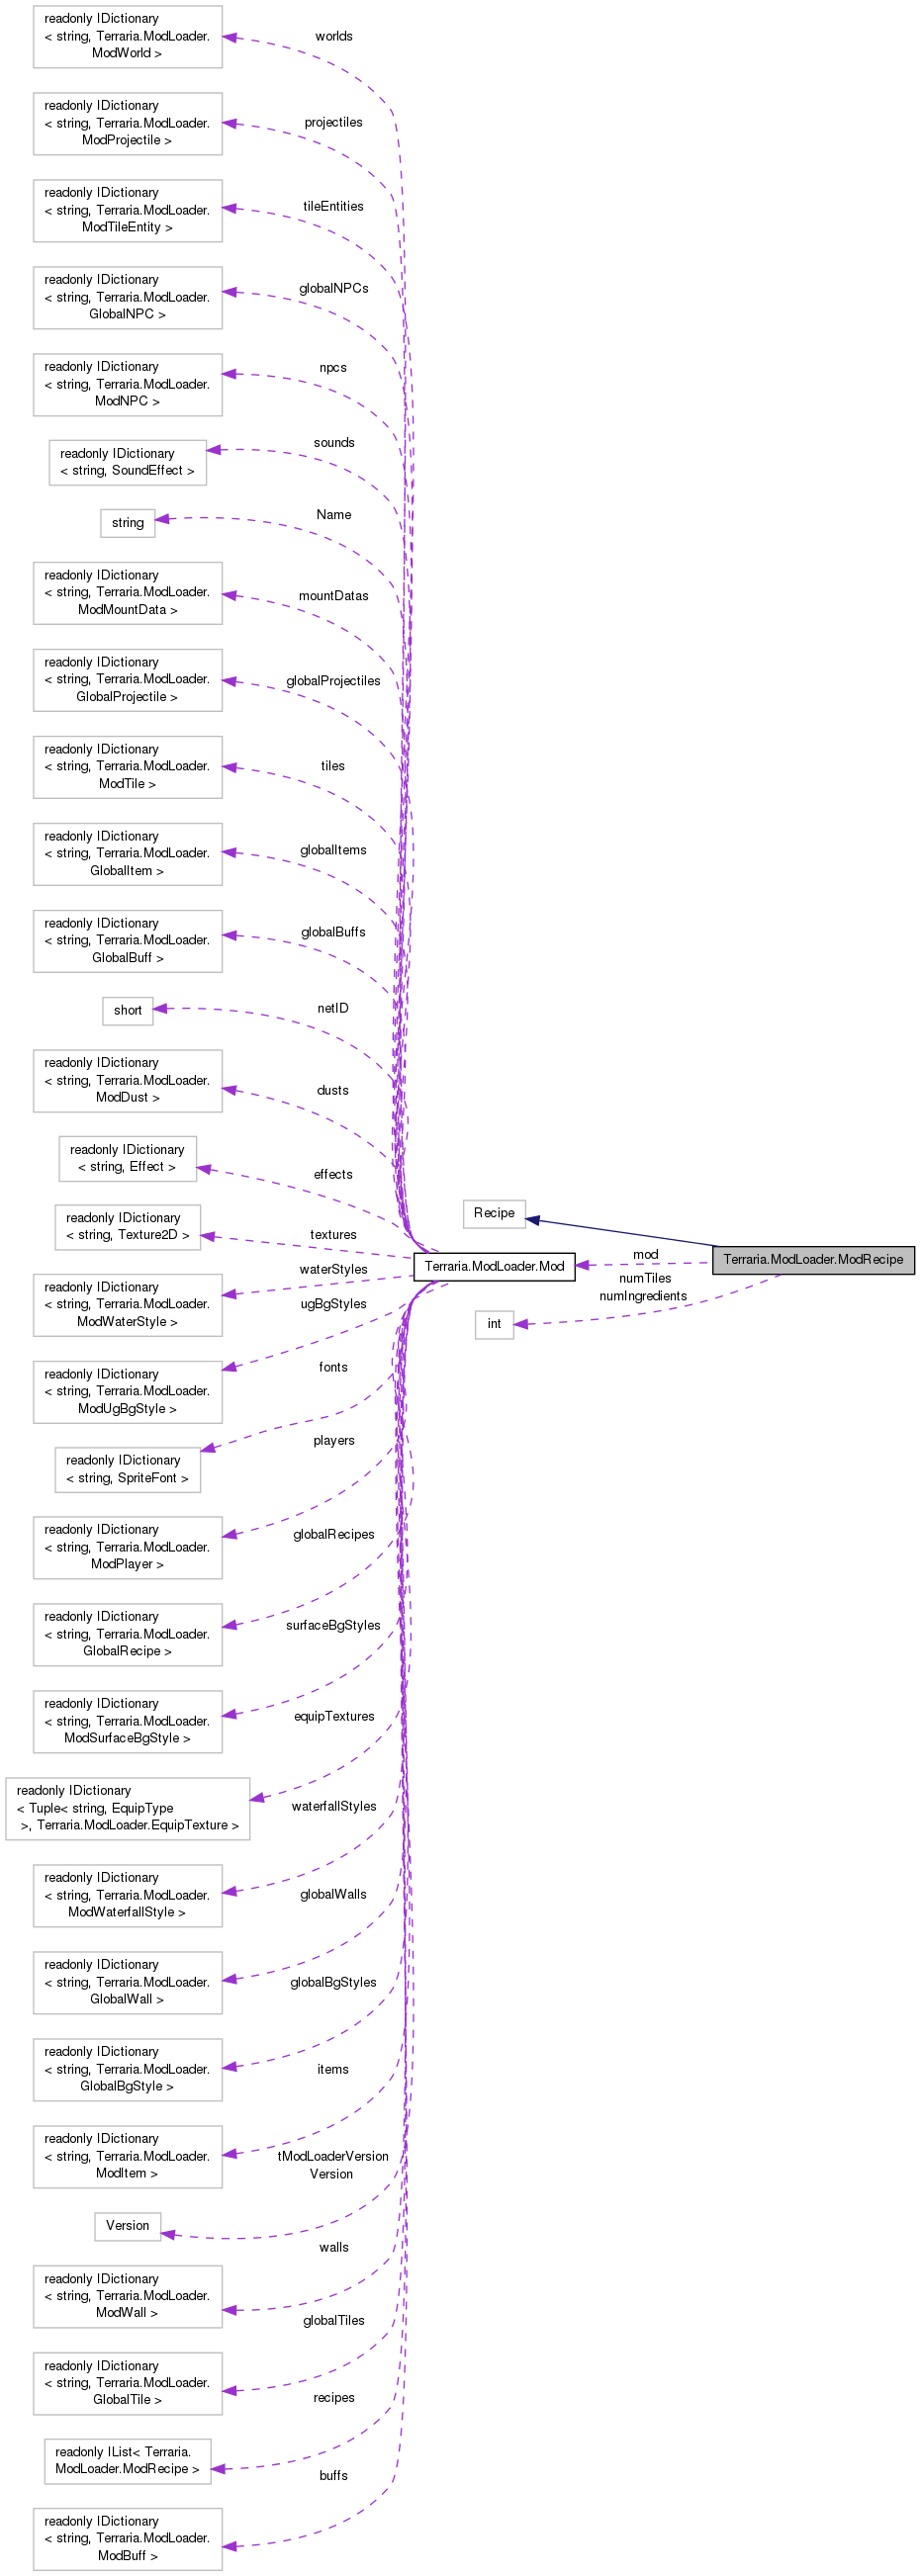 readonly IDictionary
< string, Terraria.ModLoader.
ModWorld >
worlds
readonly IDictionary
< string, Terraria.ModLoader.
ModProjectile >
projectiles
readonly IDictionary
< string, Terraria.ModLoader.
ModTileEntity >
tileEntities
readonly IDictionary
< string, Terraria.ModLoader.
GlobalNPC >
globalNPCs
readonly IDictionary
< string, Terraria.ModLoader.
ModNPC >
npcs
readonly IDictionary
< string, SoundEffect >
sounds
string
Name
readonly IDictionary
< string, Terraria.ModLoader.
ModMountData >
mountDatas
readonly IDictionary
< string, Terraria.ModLoader.
GlobalProjectile >
globalProjectiles
readonly IDictionary
< string, Terraria.ModLoader.
ModTile >
tiles
readonly IDictionary
< string, Terraria.ModLoader.
GlobalItem >
globalItems
readonly IDictionary
< string, Terraria.ModLoader.
GlobalBuff >
globalBuffs
short
netID
readonly IDictionary
< string, Terraria.ModLoader.
ModDust >
dusts
readonly IDictionary
< string, Effect >
effects
readonly IDictionary
< string, Texture2D >
textures
Recipe
Terraria.ModLoader.Mod
mod
Terraria.ModLoader.ModRecipe
numTiles
numIngredients
int
readonly IDictionary
< string, Terraria.ModLoader.
ModWaterStyle >
waterStyles
readonly IDictionary
< string, Terraria.ModLoader.
ModUgBgStyle >
ugBgStyles
readonly IDictionary
< string, SpriteFont >
fonts
readonly IDictionary
< string, Terraria.ModLoader.
ModPlayer >
players
readonly IDictionary
< string, Terraria.ModLoader.
GlobalRecipe >
globalRecipes
readonly IDictionary
< string, Terraria.ModLoader.
ModSurfaceBgStyle >
surfaceBgStyles
readonly IDictionary
< Tuple< string, EquipType
>, Terraria.ModLoader.EquipTexture >
equipTextures
readonly IDictionary
< string, Terraria.ModLoader.
ModWaterfallStyle >
waterfallStyles
readonly IDictionary
< string, Terraria.ModLoader.
GlobalWall >
globalWalls
readonly IDictionary
< string, Terraria.ModLoader.
GlobalBgStyle >
globalBgStyles
readonly IDictionary
< string, Terraria.ModLoader.
ModItem >
items
Version
tModLoaderVersion
Version
readonly IDictionary
< string, Terraria.ModLoader.
ModWall >
walls
readonly IDictionary
< string, Terraria.ModLoader.
GlobalTile >
globalTiles
readonly IList< Terraria.
ModLoader.ModRecipe >
recipes
readonly IDictionary
< string, Terraria.ModLoader.
ModBuff >
buffs